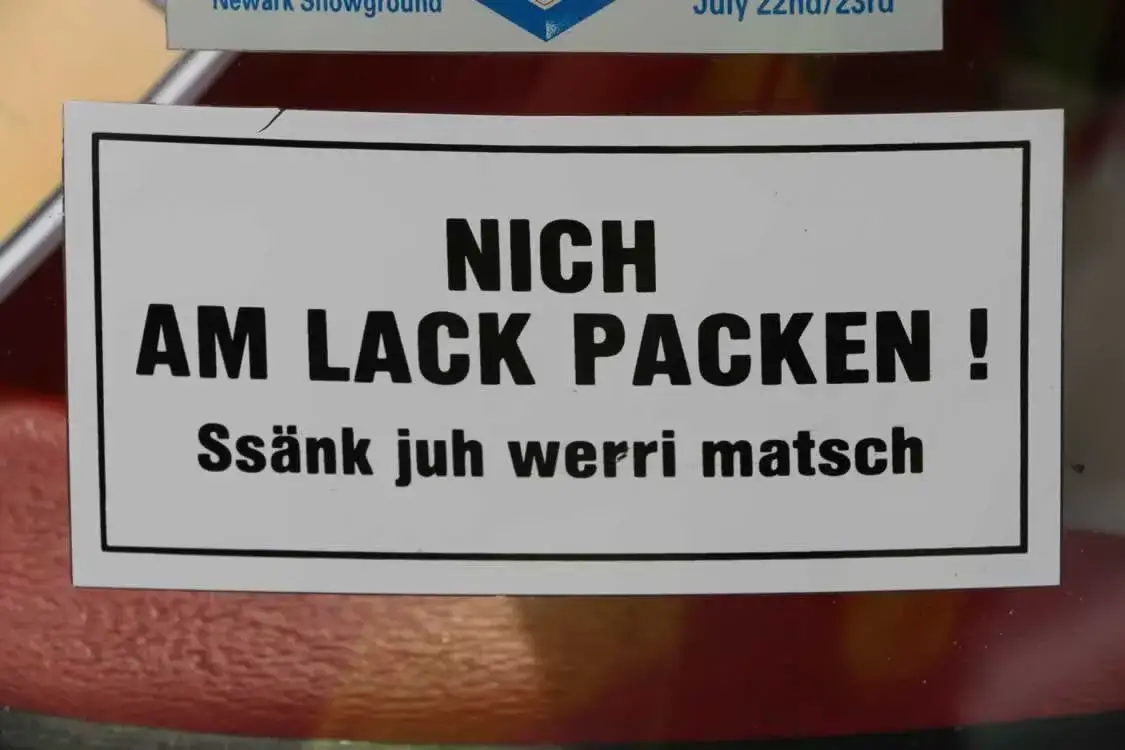 Newark Showground
July 22nd/23rd
NICH
AM LACK PACKEN !
Ssänk juh werri matsch